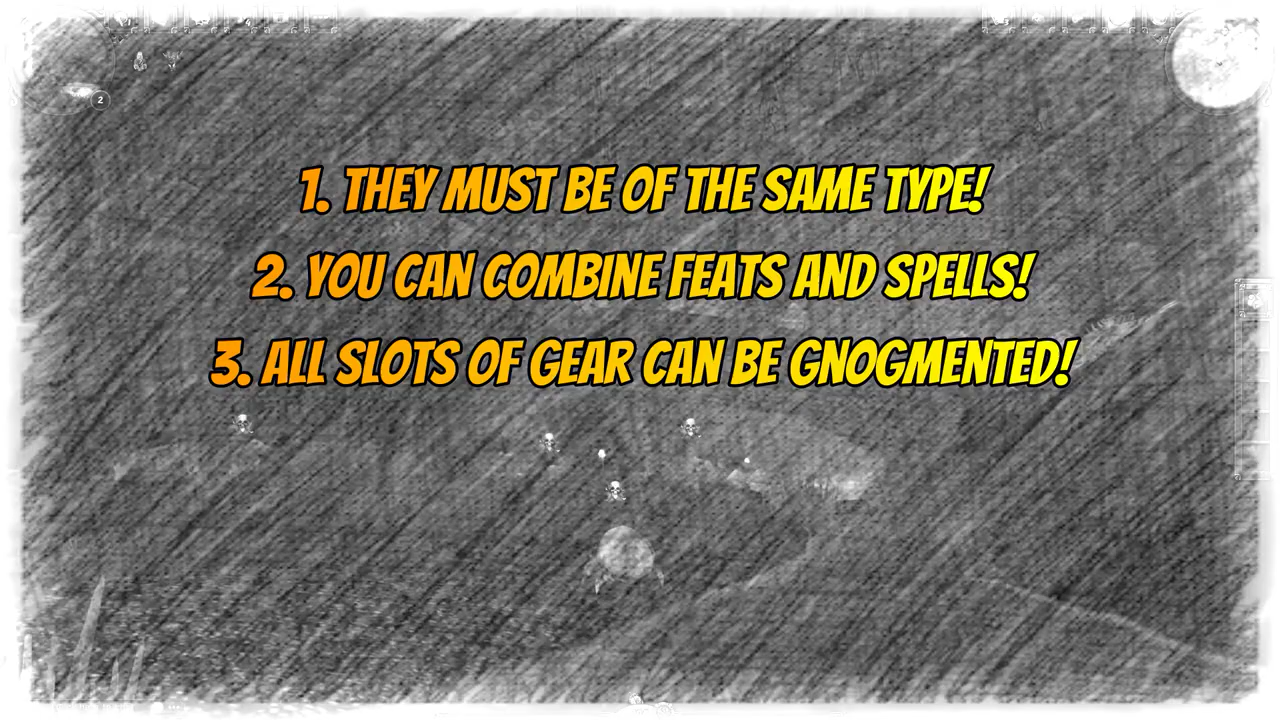 2
1. THEY MUST BE OF THE SAME TYPE!
2. YOU CAN COMBINE FEATS AND SPELLS!
3. ALL SLOTS OF GEAR CAN BE GNOGMENTED!